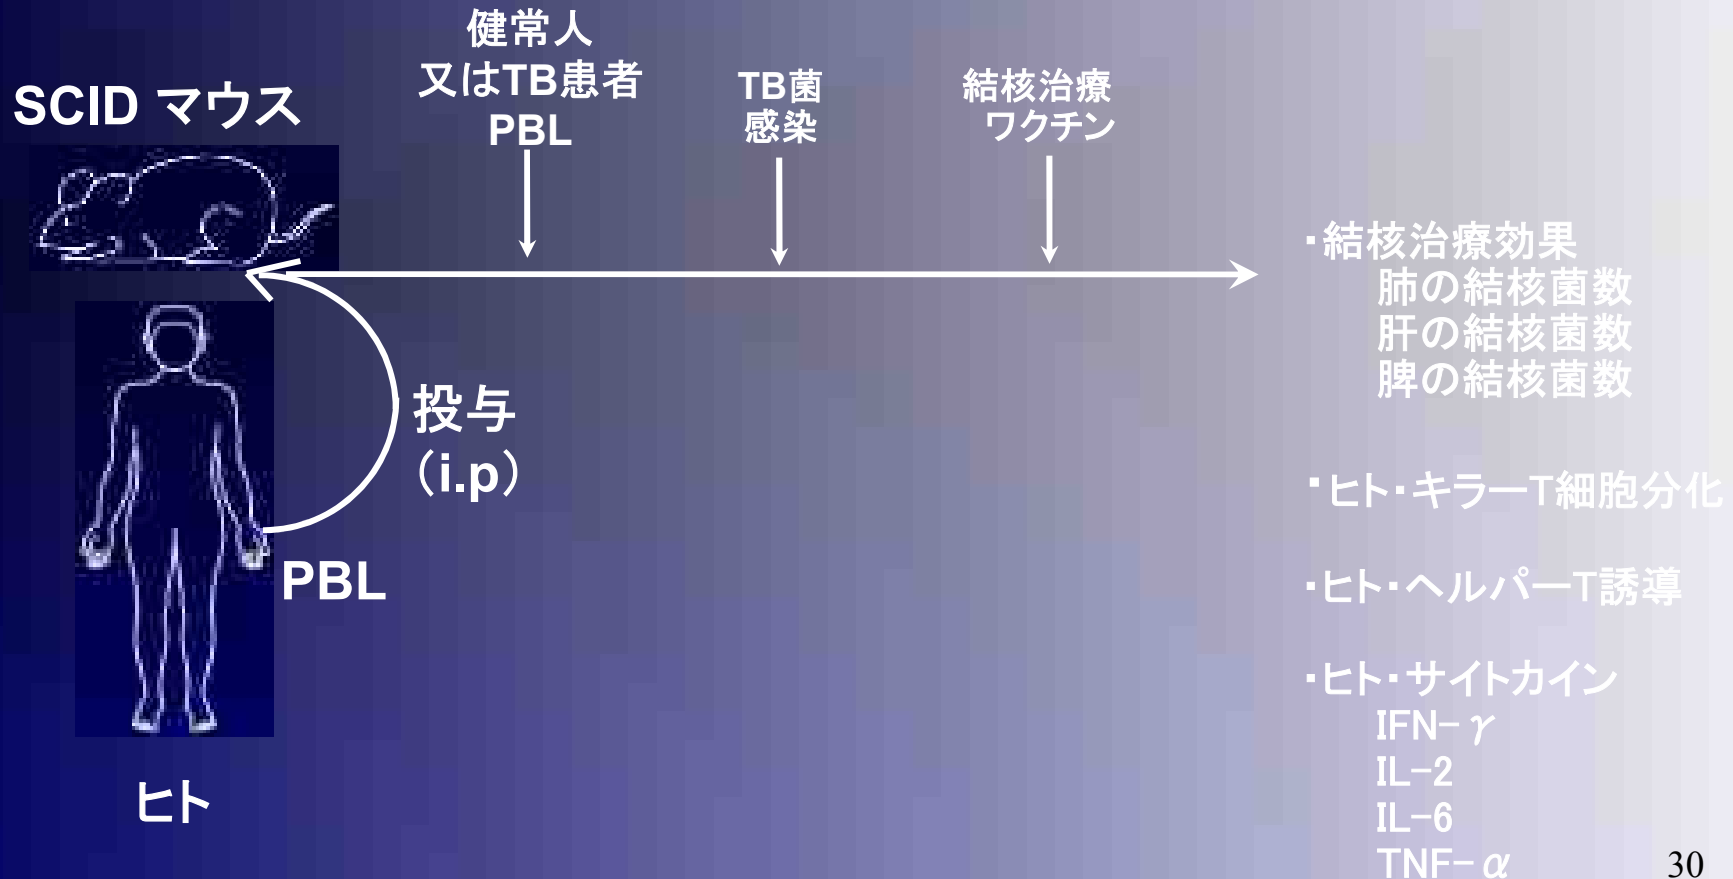 SCID マウス
健常人
又はTB患者
PBL
TB菌
感染
結核治療
ワクチン
投与
（i.p）
PBL
ヒト
・結核治療効果
肺の結核菌数
肝の結核菌数
脾の結核菌数
・ヒト・キラーT細胞分化
・ヒト・ヘルパーT誘導
・ヒト・サイトカイン
IFN-γ
IL-2
IL-6
TNF-α
30